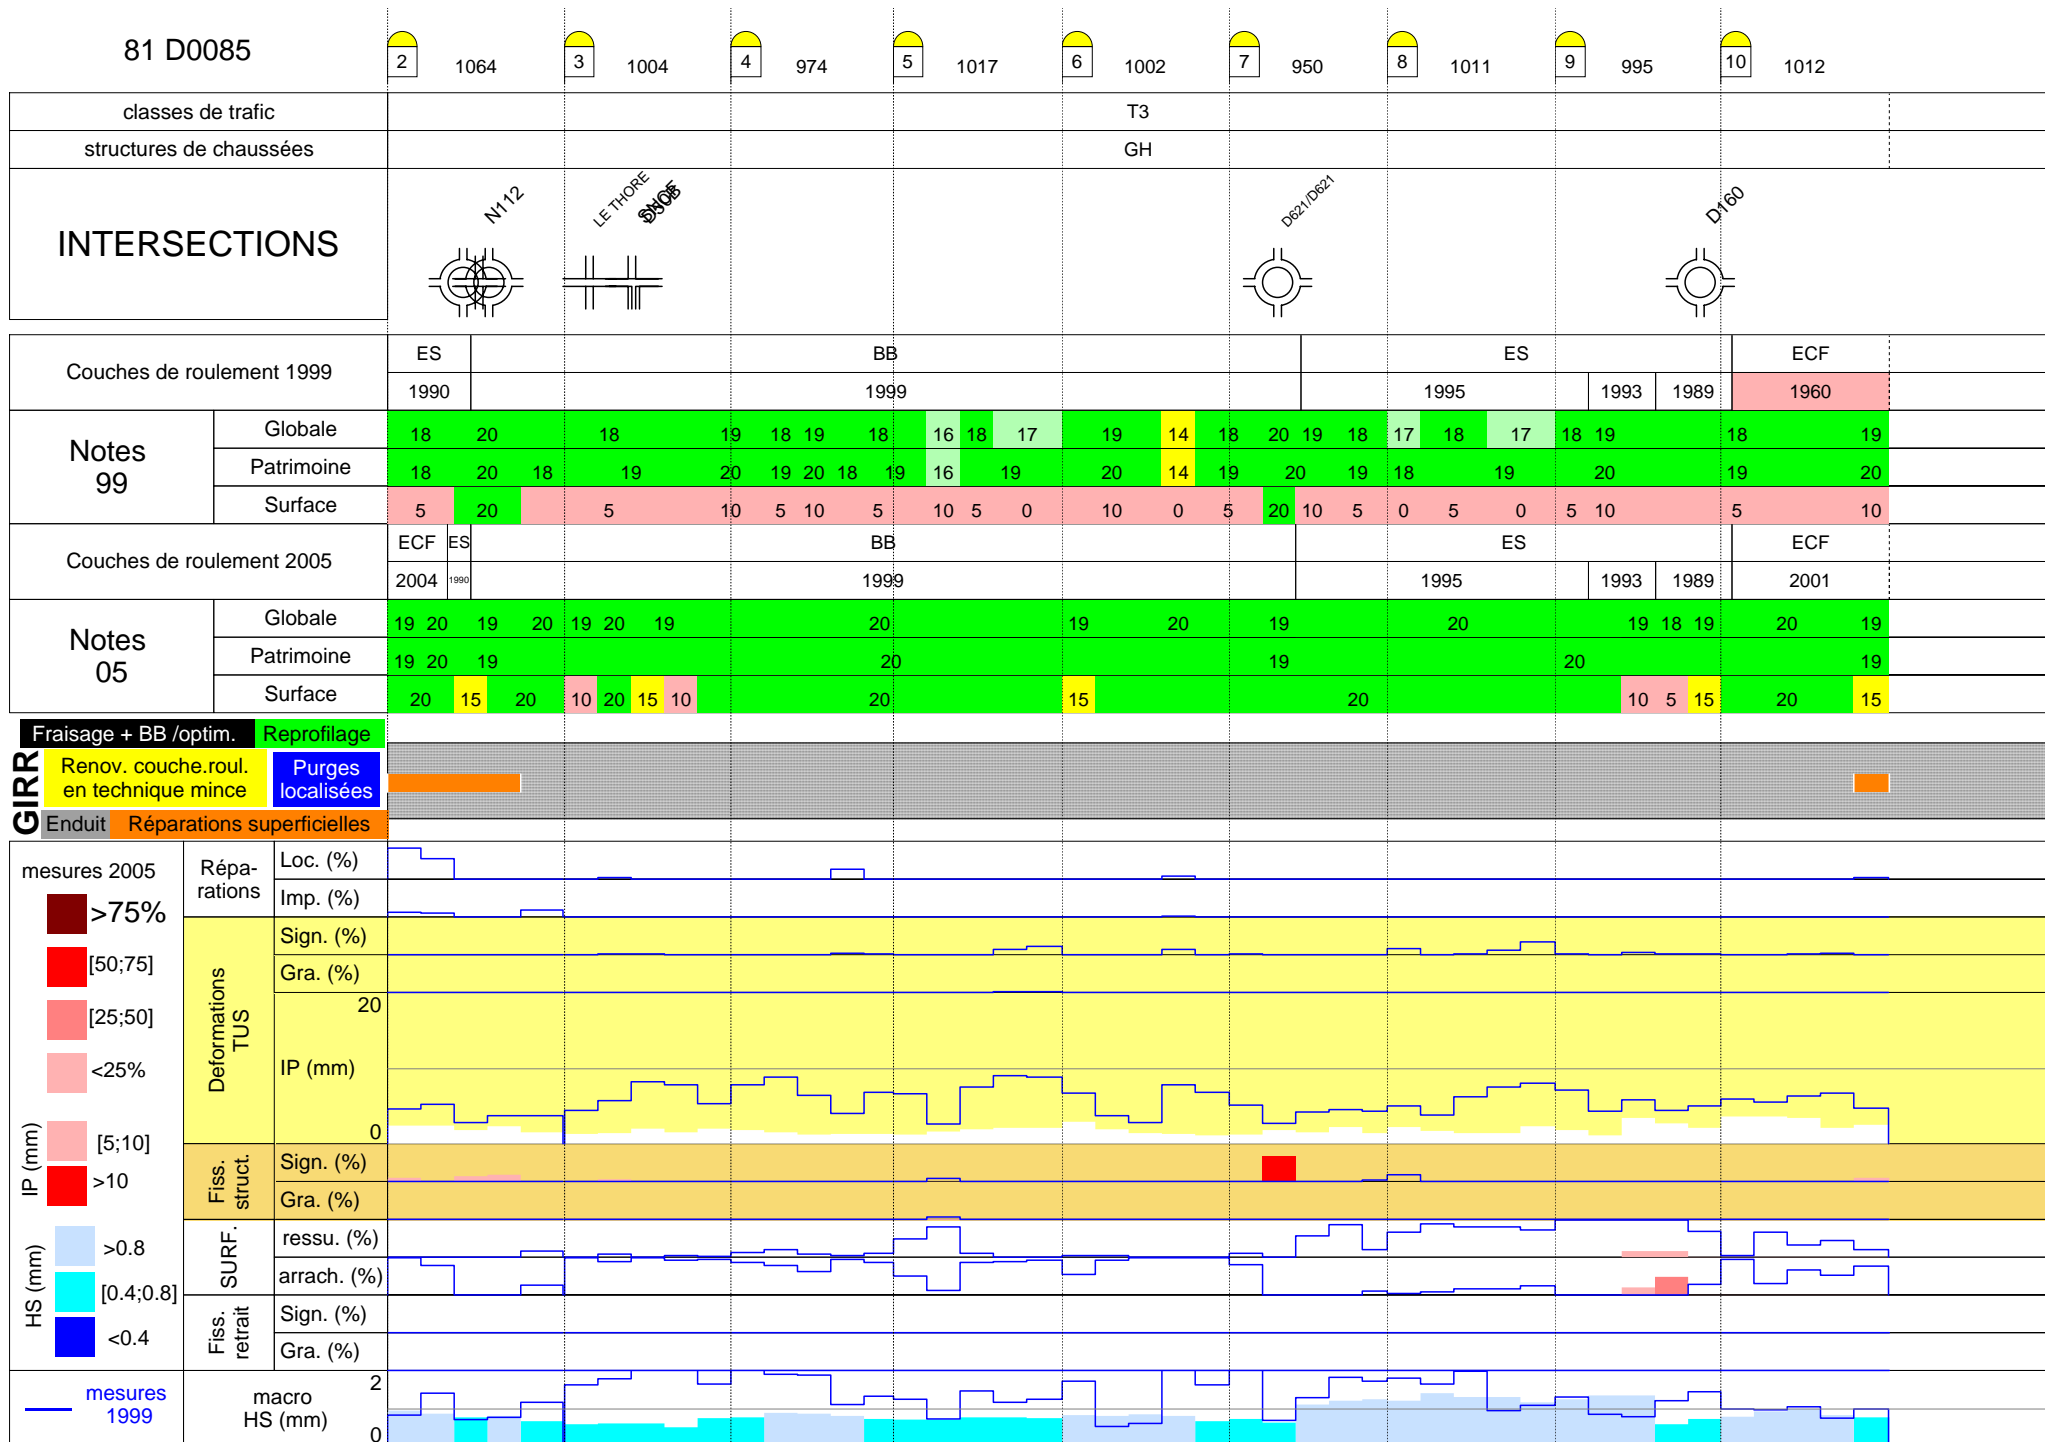 81 D0085
2 1064 3 1004 4 974 5 1017 6 1002 7 950 8 1011 9 995 10 1012
classes de trafic T3
structures de chaussées GH
INTERSECTIONS
N112 LE THORE SNCF D621/D621 D160
Couches de roulement 1999
ES BB ES ECF
1990 1999 1995 1993 1989 1960
Notes 99
Globale 18 20 18 19 18 19 18 16 18 17 19 14 18 20 19 18 17 18 17 18 19 18 19
Patrimoine 18 20 18 19 20 19 20 18 19 16 19 20 14 19 20 19 18 19 20 19 20
Surface 5 20 5 10 5 10 5 10 5 0 10 0 5 20 10 5 0 5 0 5 10 5 10
Couches de roulement 2005
ECF ES BB ES ECF
2004 1990 1999 1995 1993 1989 2001
Notes 05
Globale 19 20 19 20 19 20 19 20 19 20 19 20 19 18 19 20 19
Patrimoine 19 20 19 20 19 20 19
Surface 20 15 20 10 20 15 10 20 15 20 10 5 15 20 15
GIRR
Fraisage + BB /optim. Reprofilage
Renov. couche.roul.
en technique mince
Purges
localisées
Enduit Réparations superficielles
mesures 2005
>75%
[50;75]
[25;50]
<25%
IP (mm)
[5;10]
>10
HS (mm)
>0.8
[0.4;0.8]
<0.4
mesures
1999
Répa-
rations
Loc. (%)
Imp. (%)
Deformations
TUS
Sign. (%)
Gra. (%)
20
IP (mm)
0
Fiss.
struct.
Sign. (%)
Gra. (%)
SURF.
ressu. (%)
arrach. (%)
Fiss.
retrait
Sign. (%)
Gra. (%)
macro
HS (mm)
2
0